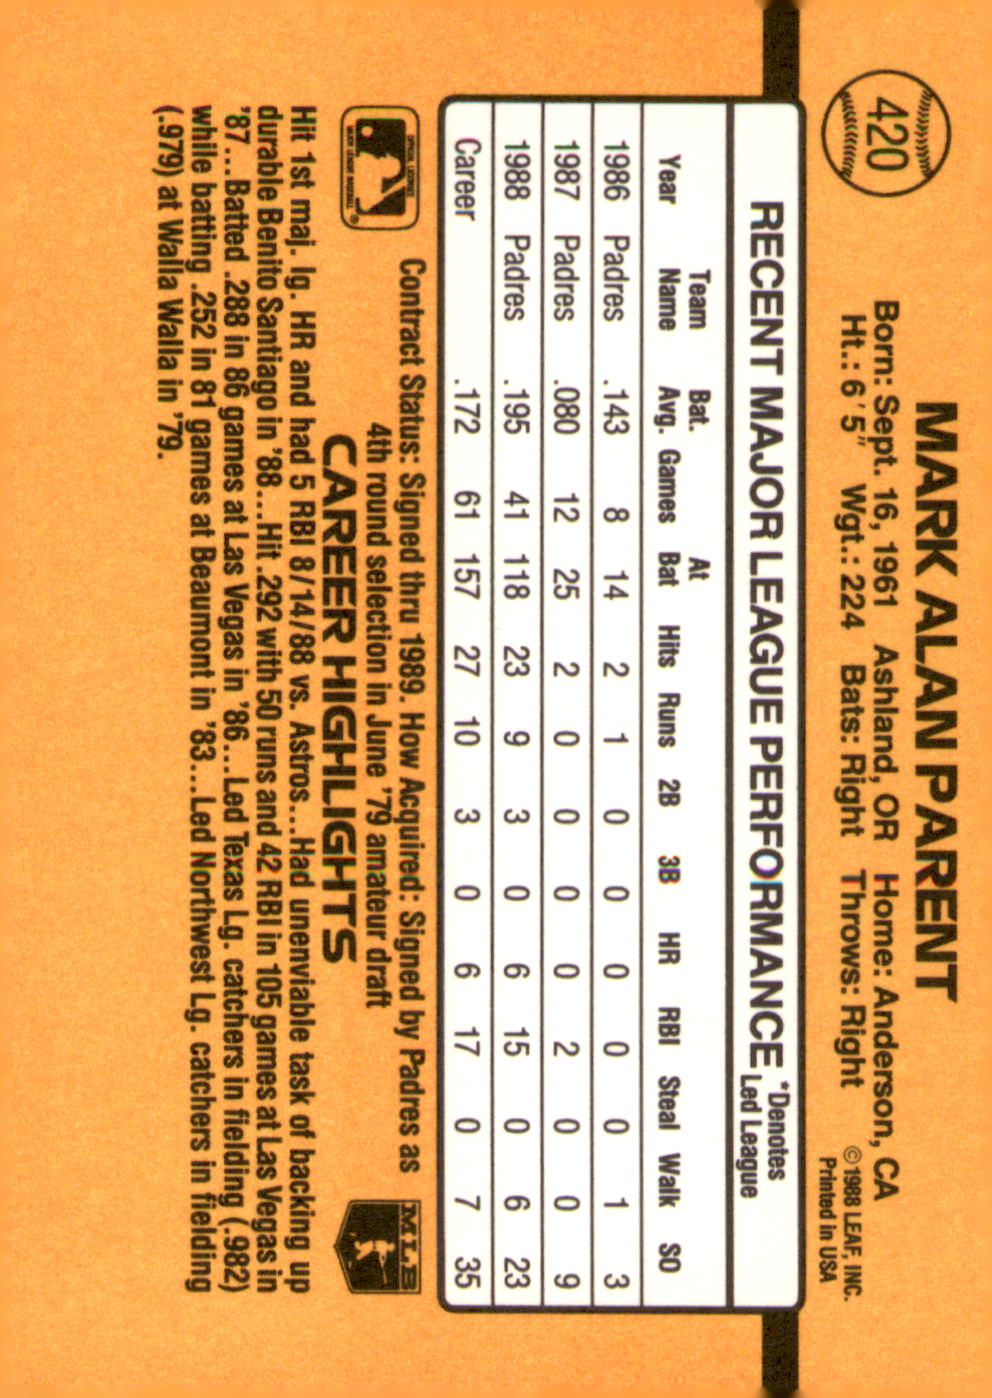 420
MARK ALAN PARENT
Born: Sept. 16, 1961 Ashland, OR Home: Anderson, CA
Ht.: 6'5" Wgt.: 224 Bats: Right Throws: Right
©1988 LEAF, INC.
Printed in USA
RECENT MAJOR LEAGUE PERFORMANCE
*Denotes
Led League
Year Team Name Bat. Avg. Games At Bat Hits Runs 2B 3B HR RBI Steal Walk SO
1986 Padres .143 8 14 2 1 0 0 0 0 0 1 3
1987 Padres .080 12 25 2 0 0 0 0 2 0 0 9
1988 Padres .195 41 118 23 9 3 0 6 15 0 6 23
Career .172 61 157 27 10 3 0 6 17 0 7 35
OFFICIAL LICENSEE
MAJOR LEAGUE BASEBALL
®
Contract Status: Signed thru 1989. How Acquired: Signed by Padres as
4th round selection in June '79 amateur draft
MLB
CAREER HIGHLIGHTS
Hit 1st maj. lg. HR and had 5 RBI 8/14/88 vs. Astros...Had unenviable task of backing up
durable Benito Santiago in '88...Hit .292 with 50 runs and 42 RBI in 105 games at Las Vegas in
'87...Batted .288 in 86 games at Las Vegas in '86...Led Texas Lg. catchers in fielding (.982)
while batting .252 in 81 games at Beaumont in '83...Led Northwest Lg. catchers in fielding
(.979) at Walla Walla in '79.